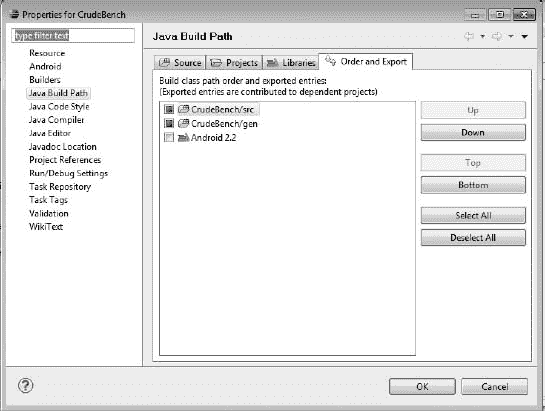 Properties for CrudeBench
type filter text
Resource
Android
Builders
Java Build Path
Java Code Style
Java Compiler
Java Editor
Javadoc Location
Project References
Run/Debug Settings
Task Repository
Task Tags
Validation
WikiText
Java Build Path
Source
Projects
Libraries
Order and Export
Build class path order and exported entries:
(Exported entries are contributed to dependent projects)
CrudeBench/src
CrudeBench/gen
Android 2.2
Up
Down
Top
Bottom
Select All
Deselect All
OK
Cancel